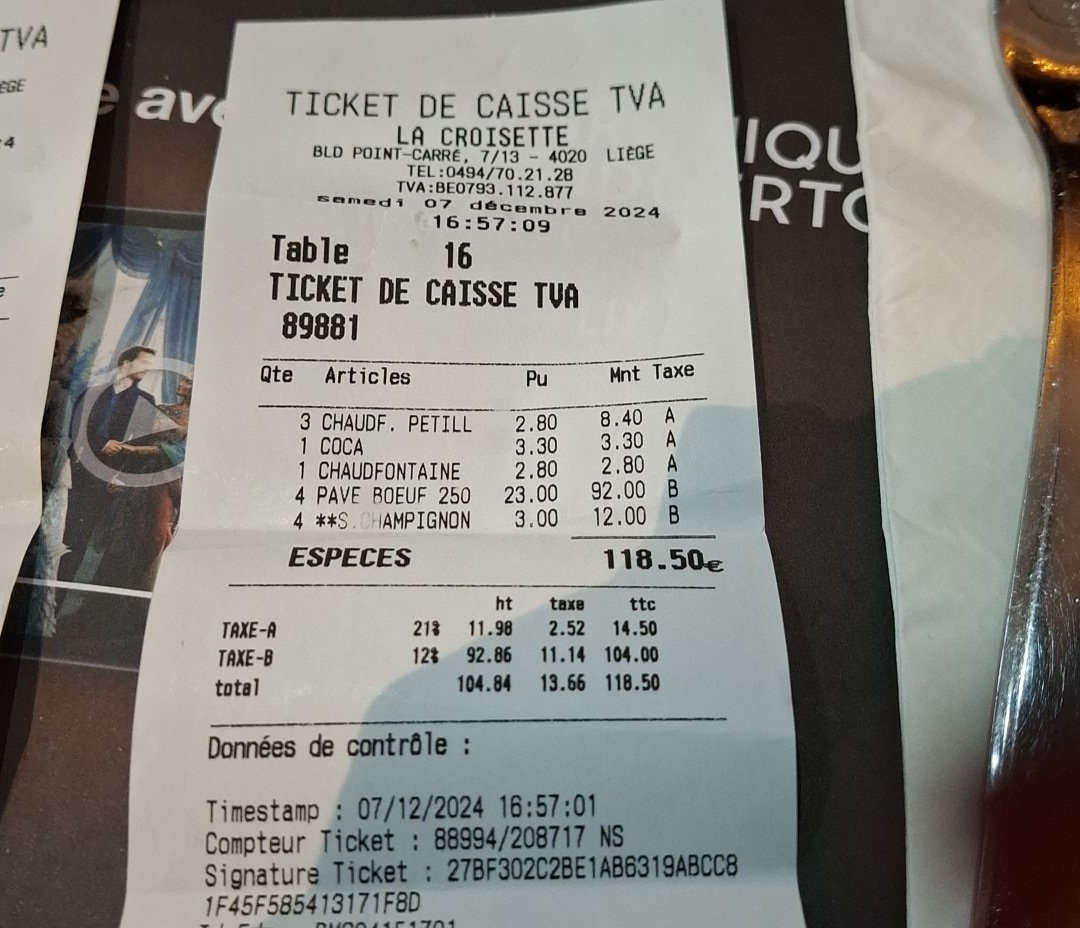 TVA
ÈGE
4
e
ave
IQU
RTO
TICKET DE CAISSE TVA
LA CROISETTE
BLD POINT-CARRÉ, 7/13 - 4020 LIÈGE
TEL:0494/70.21.28
TVA:BE0793.112.877
samedi 07 décembre 2024
16:57:09
Table 16
TICKET DE CAISSE TVA
89881
Qte Articles Pu Mnt Taxe
3 CHAUDF. PETILL 2.80 8.40 A
1 COCA 3.30 3.30 A
1 CHAUDFONTAINE 2.80 2.80 A
4 PAVE BOEUF 250 23.00 92.00 B
4 **S.CHAMPIGNON 3.00 12.00 B
ESPECES 118.50€
ht taxe ttc
TAXE-A 21% 11.98 2.52 14.50
TAXE-B 12% 92.86 11.14 104.00
total 104.84 13.66 118.50
Données de contrôle :
Timestamp : 07/12/2024 16:57:01
Compteur Ticket : 88994/208717 NS
Signature Ticket : 27BF302C2BE1AB6319ABCC8
1F45F585413171F8D